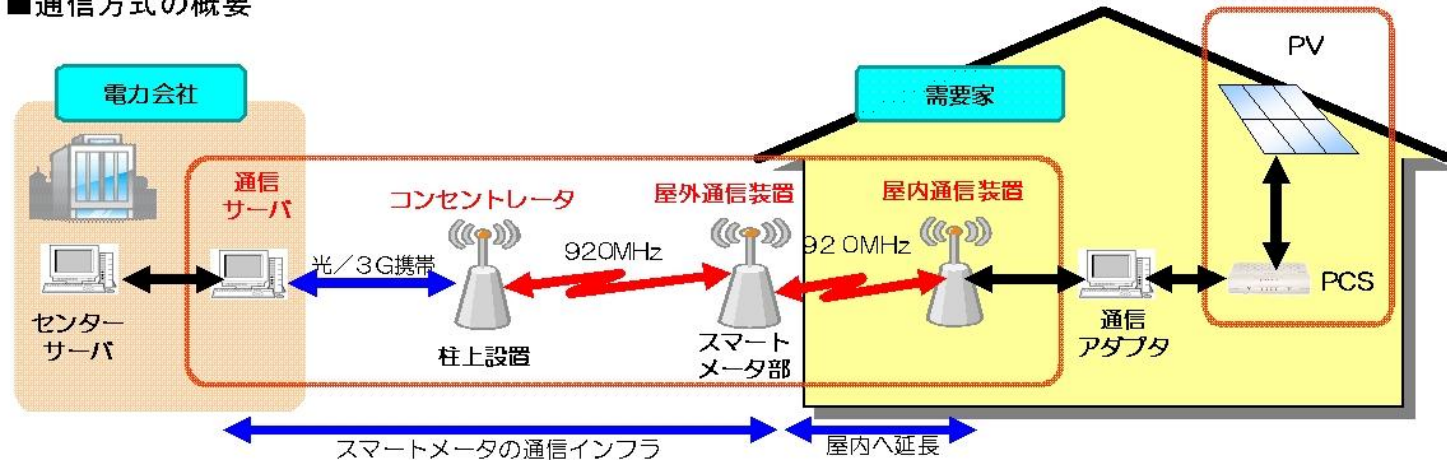 ■通信方式の概要
PV
電力会社
需要家
通信
サーバ
コンセントレータ
屋外通信装置
屋内通信装置
光／3G携帯
920MHz
920MHz
PCS
センター
サーバ
柱上設置
スマート
メータ部
通信
アダプタ
スマートメータの通信インフラ
屋内へ延長